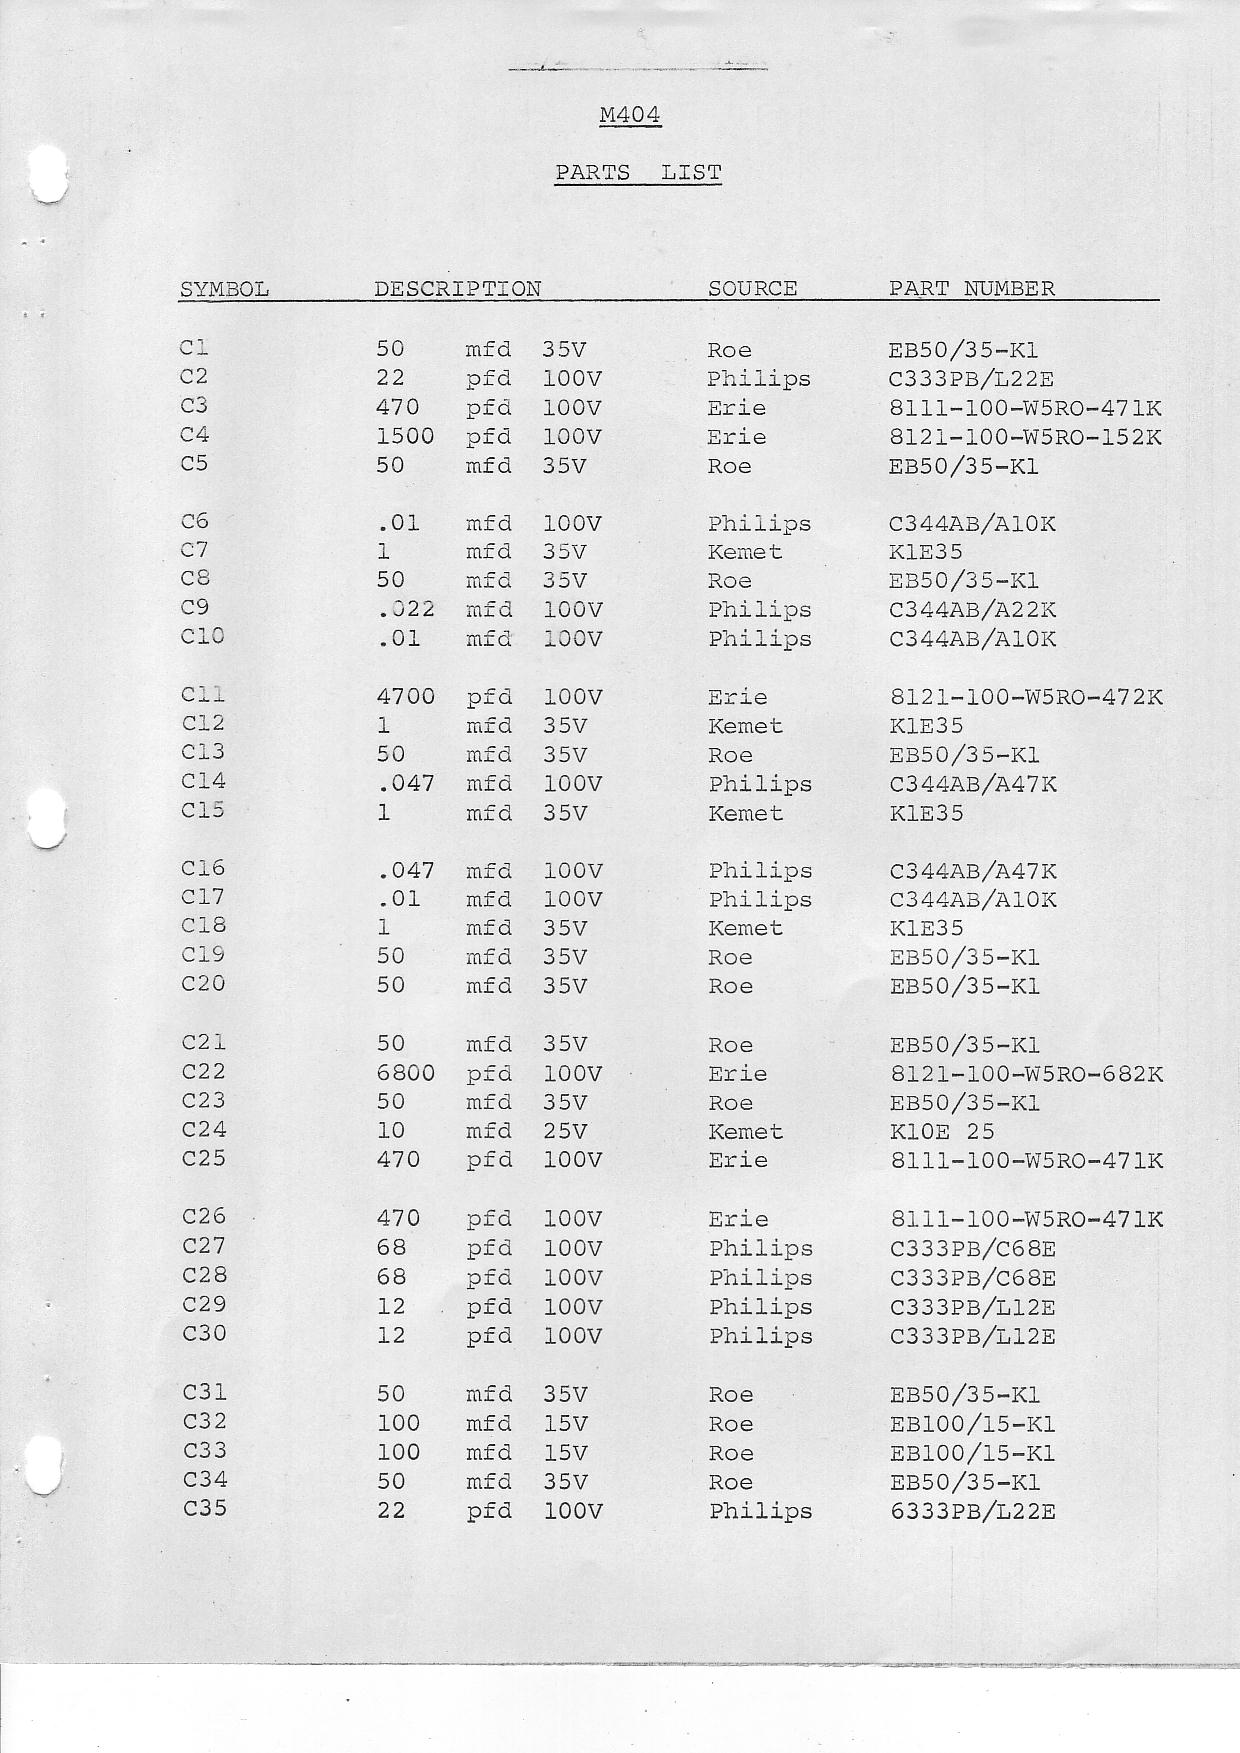 M404
PARTS LIST
SYMBOL DESCRIPTION SOURCE PART NUMBER
C1 50 mfd 35V Roe EB50/35-K1
C2 22 pfd 100V Philips C333PB/L22E
C3 470 pfd 100V Erie 8111-100-W5RO-471K
C4 1500 pfd 100V Erie 8121-100-W5RO-152K
C5 50 mfd 35V Roe EB50/35-K1
C6 .01 mfd 100V Philips C344AB/A10K
C7 1 mfd 35V Kemet K1E35
C8 50 mfd 35V Roe EB50/35-K1
C9 .022 mfd 100V Philips C344AB/A22K
C10 .01 mfd 100V Philips C344AB/A10K
C11 4700 pfd 100V Erie 8121-100-W5RO-472K
C12 1 mfd 35V Kemet K1E35
C13 50 mfd 35V Roe EB50/35-K1
C14 .047 mfd 100V Philips C344AB/A47K
C15 1 mfd 35V Kemet K1E35
C16 .047 mfd 100V Philips C344AB/A47K
C17 .01 mfd 100V Philips C344AB/A10K
C18 1 mfd 35V Kemet K1E35
C19 50 mfd 35V Roe EB50/35-K1
C20 50 mfd 35V Roe EB50/35-K1
C21 50 mfd 35V Roe EB50/35-K1
C22 6800 pfd 100V Erie 8121-100-W5RO-682K
C23 50 mfd 35V Roe EB50/35-K1
C24 10 mfd 25V Kemet K10E 25
C25 470 pfd 100V Erie 8111-100-W5RO-471K
C26 470 pfd 100V Erie 8111-100-W5RO-471K
C27 68 pfd 100V Philips C333PB/C68E
C28 68 pfd 100V Philips C333PB/C68E
C29 12 pfd 100V Philips C333PB/L12E
C30 12 pfd 100V Philips C333PB/L12E
C31 50 mfd 35V Roe EB50/35-K1
C32 100 mfd 15V Roe EB100/15-K1
C33 100 mfd 15V Roe EB100/15-K1
C34 50 mfd 35V Roe EB50/35-K1
C35 22 pfd 100V Philips 6333PB/L22E